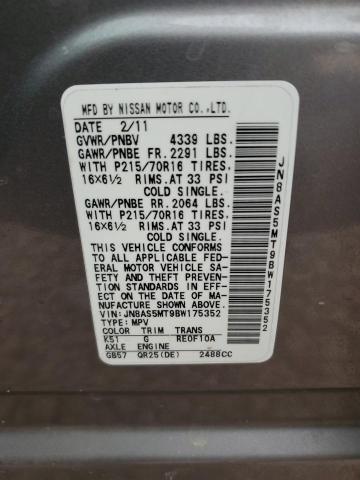 MFD BY NISSAN MOTOR CO.,LTD.
DATE 2/11
GVWR/PNBV 4339 LBS.
GAWR/PNBE FR. 2291 LBS.
WITH P215/70R16 TIRES.
16X6½ RIMS.AT 33 PSI
COLD SINGLE.
GAWR/PNBE RR. 2064 LBS.
WITH P215/70R16 TIRES.
16X6½ RIMS.AT 33 PSI
COLD SINGLE.
THIS VEHICLE CONFORMS
TO ALL APPLICABLE FED-
ERAL MOTOR VEHICLE SA-
FETY AND THEFT PREVEN-
TION STANDARDS IN EFF-
ECT ON THE DATE OF MA-
NUFACTURE SHOWN ABOVE.
VIN:JN8AS5MT9BW175352
TYPE:MPV
COLOR TRIM TRANS
K51 G RE0F10A
AXLE ENGINE
GB57 QR25(DE) 2488CC
JN8AS5MT9BW175352